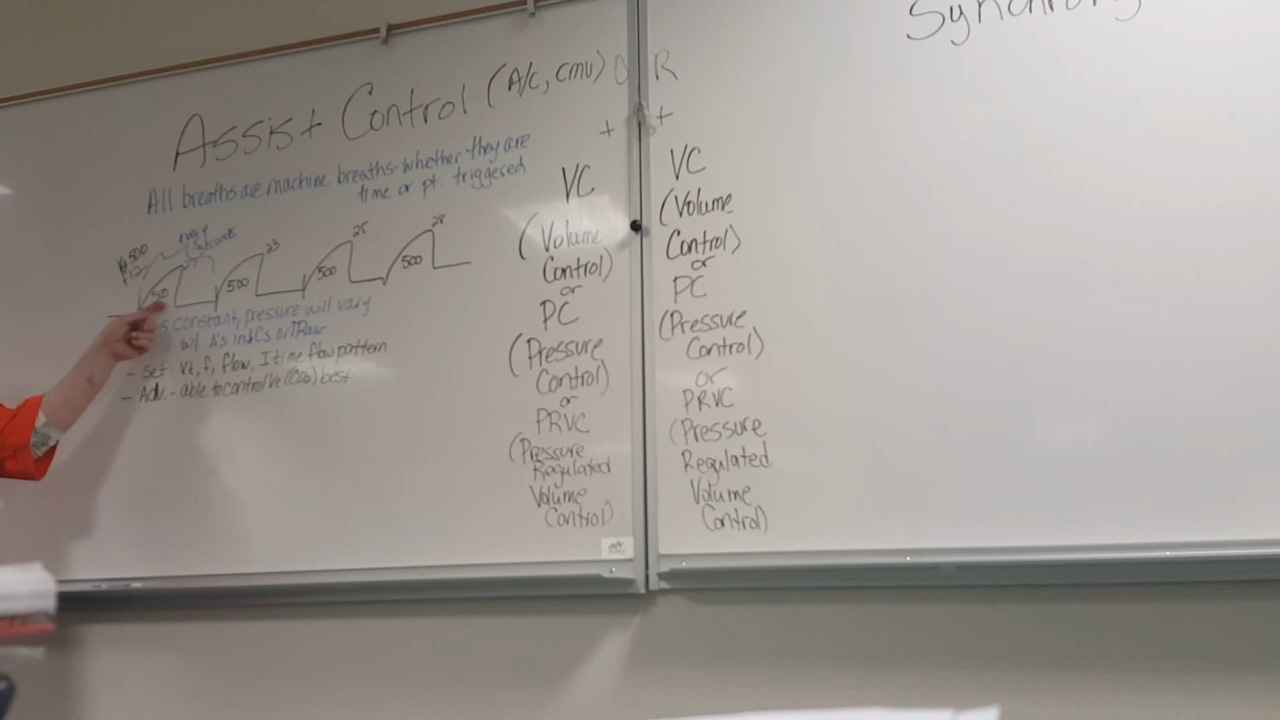 Assist Control (A/C, CMV) OR
Synchron
All breaths are machine breaths-whether they are
time or pt. triggered
500
12
every
5 seconds
23
25
28
500
500
500
500
is constant, pressure will vary
w/ Δ's in ↓Cs or ↑Raw
- Set: Vt, f, flow, I time flow pattern
- Adv. - able to control Ve (CO2) best
+
VC
(Volume
Control)
or
PC
(Pressure
Control)
or
PRVC
(Pressure
Regulated
Volume
Control)
+
VC
(Volume
Control)
or
PC
(Pressure
Control)
or
PRVC
(Pressure
Regulated
Volume
Control)